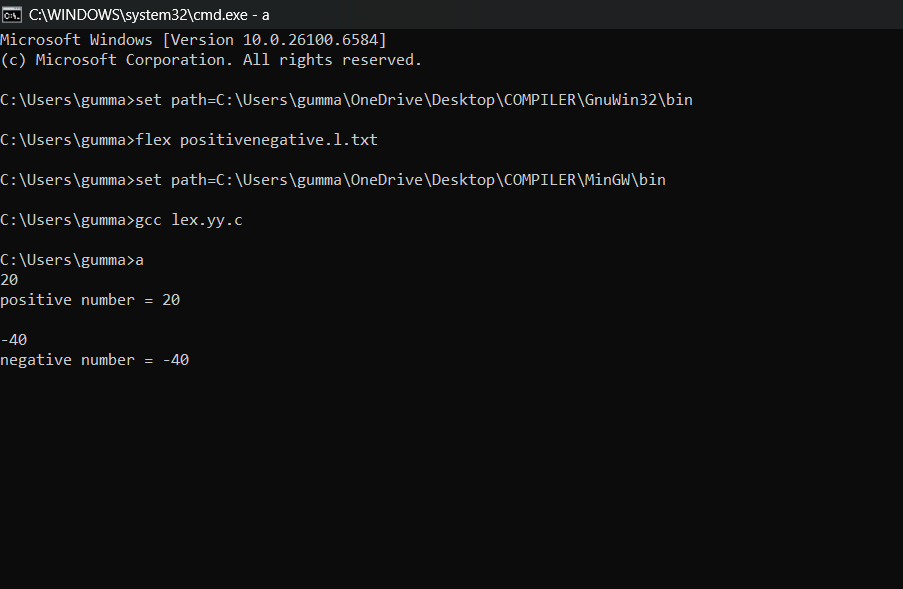 C:\WINDOWS\system32\cmd.exe - a
Microsoft Windows [Version 10.0.26100.6584]
(c) Microsoft Corporation. All rights reserved.
C:\Users\gumma>set path=C:\Users\gumma\OneDrive\Desktop\COMPILER\GnuWin32\bin
C:\Users\gumma>flex positivenegative.l.txt
C:\Users\gumma>set path=C:\Users\gumma\OneDrive\Desktop\COMPILER\MinGW\bin
C:\Users\gumma>gcc lex.yy.c
C:\Users\gumma>a
20
positive number = 20
-40
negative number = -40